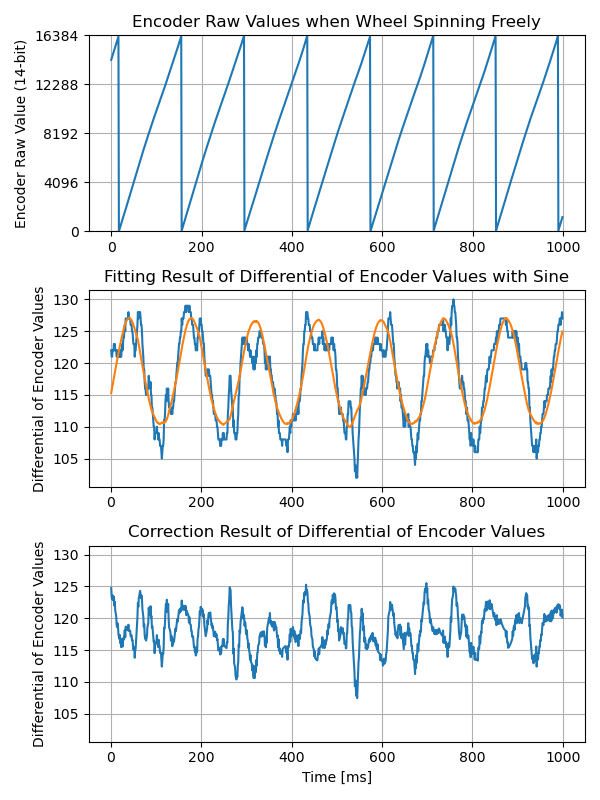 Encoder Raw Values when Wheel Spinning Freely
Encoder Raw Value (14-bit)
16384
12288
8192
4096
0
0 200 400 600 800 1000
Fitting Result of Differential of Encoder Values with Sine
Differential of Encoder Values
130
125
120
115
110
105
0 200 400 600 800 1000
Correction Result of Differential of Encoder Values
Differential of Encoder Values
130
125
120
115
110
105
0 200 400 600 800 1000
Time [ms]